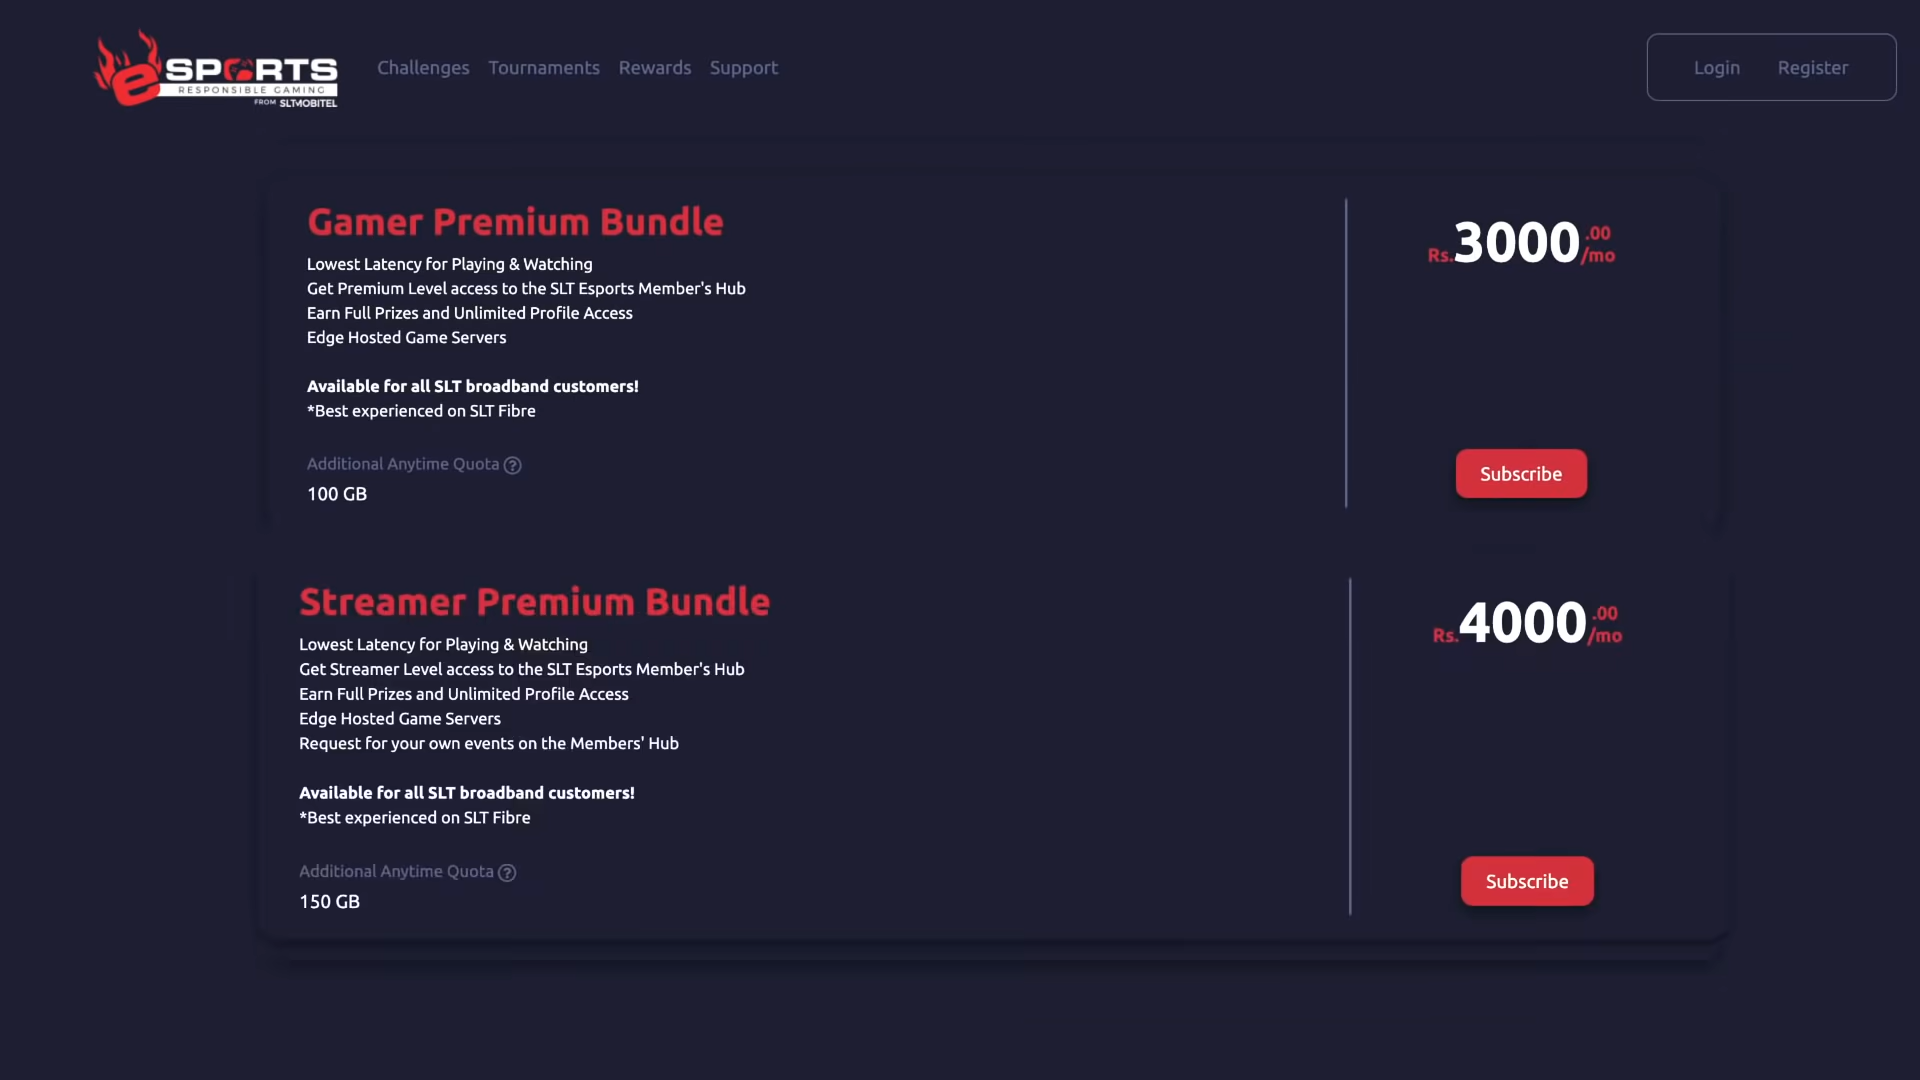 eSPORTS
RESPONSIBLE GAMING
FROM SLTMOBITEL
Challenges Tournaments Rewards Support
Login Register
Gamer Premium Bundle
Lowest Latency for Playing & Watching
Get Premium Level access to the SLT Esports Member's Hub
Earn Full Prizes and Unlimited Profile Access
Edge Hosted Game Servers
Available for all SLT broadband customers!
*Best experienced on SLT Fibre
Additional Anytime Quota ?
100 GB
Rs.3000.00/mo
Subscribe
Streamer Premium Bundle
Lowest Latency for Playing & Watching
Get Streamer Level access to the SLT Esports Member's Hub
Earn Full Prizes and Unlimited Profile Access
Edge Hosted Game Servers
Request for your own events on the Members' Hub
Available for all SLT broadband customers!
*Best experienced on SLT Fibre
Additional Anytime Quota ?
150 GB
Rs.4000.00/mo
Subscribe